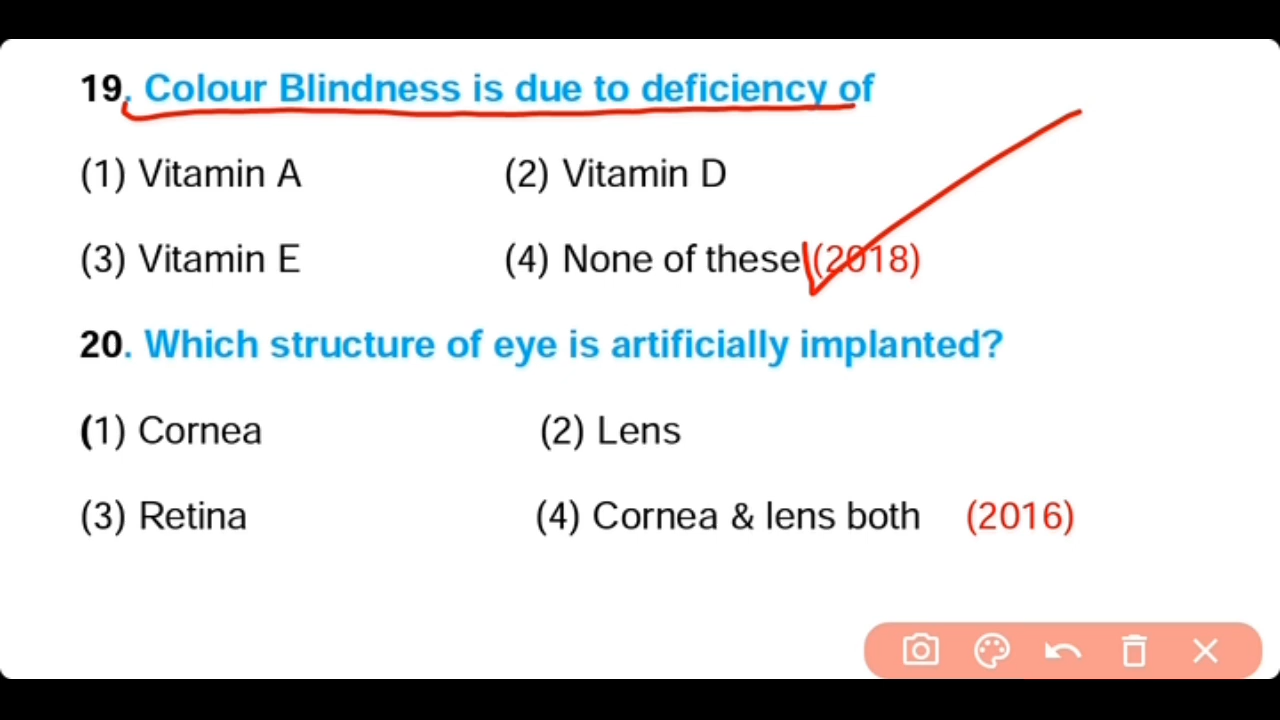 19. Colour Blindness is due to deficiency of
(1) Vitamin A (2) Vitamin D
(3) Vitamin E (4) None of these (2018)
20. Which structure of eye is artificially implanted?
(1) Cornea (2) Lens
(3) Retina (4) Cornea & lens both (2016)